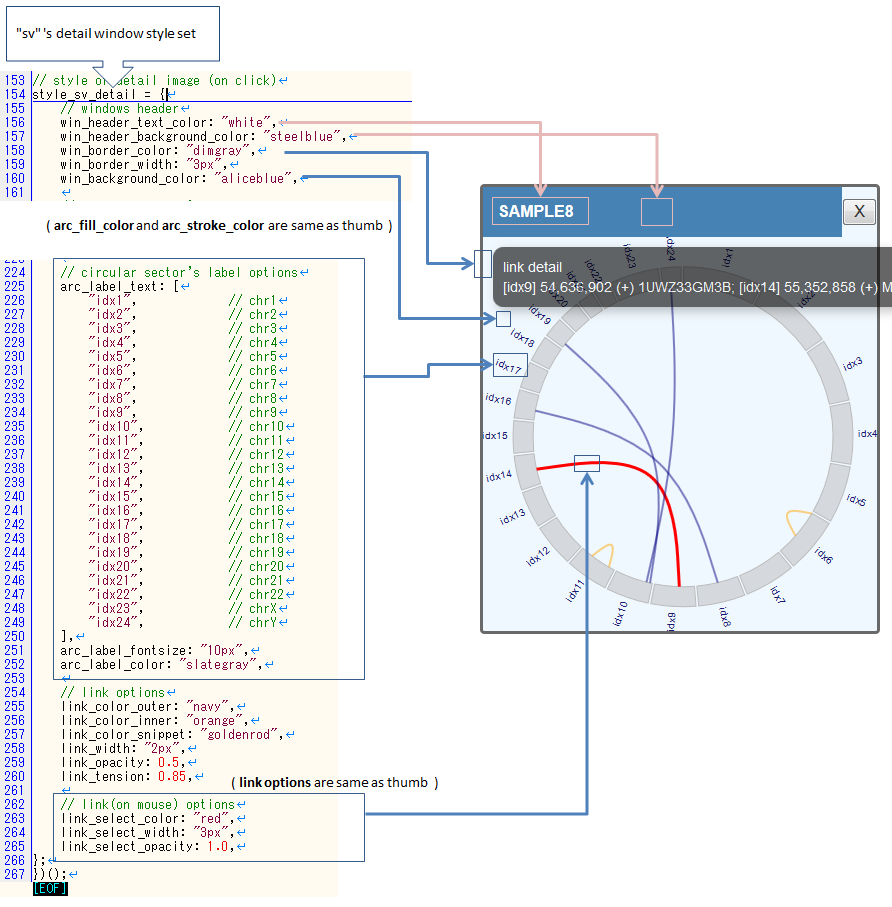 "sv" 's detail window style set
153 // style of detail image (on click)↵
154 style_sv_detail = {↵
155 // windows header↵
156 win_header_text_color: "white",↵
157 win_header_background_color: "steelblue",↵
158 win_border_color: "dimgray",↵
159 win_border_width: "3px",↵
160 win_background_color: "aliceblue",↵
161 ↵
( arc_fill_color and arc_stroke_color are same as thumb )
224 // circular sector's label options↵
225 arc_label_text: [↵
226 "idx1", // chr1↵
227 "idx2", // chr2↵
228 "idx3", // chr3↵
229 "idx4", // chr4↵
230 "idx5", // chr5↵
231 "idx6", // chr6↵
232 "idx7", // chr7↵
233 "idx8", // chr8↵
234 "idx9", // chr9↵
235 "idx10", // chr10↵
236 "idx11", // chr11↵
237 "idx12", // chr12↵
238 "idx13", // chr13↵
239 "idx14", // chr14↵
240 "idx15", // chr15↵
241 "idx16", // chr16↵
242 "idx17", // chr17↵
243 "idx18", // chr18↵
244 "idx19", // chr19↵
245 "idx20", // chr20↵
246 "idx21", // chr21↵
247 "idx22", // chr22↵
248 "idx23", // chrX↵
249 "idx24", // chrY↵
250 ],↵
251 arc_label_fontsize: "10px",↵
252 arc_label_color: "slategray",↵
253 ↵
254 // link options↵
255 link_color_outer: "navy",↵
256 link_color_inner: "orange",↵
257 link_color_snippet: "goldenrod",↵
258 link_width: "2px",↵
259 link_opacity: 0.5,↵
260 link_tension: 0.85,↵
( link options are same as thumb )
261 ↵
262 // link(on mouse) options↵
263 link_select_color: "red",↵
264 link_select_width: "3px",↵
265 link_select_opacity: 1.0,↵
266 };↵
267 })();↵
[EOF]
SAMPLE8
X
link detail
[idx9] 54,636,902 (+) 1UWZ33GM3B; [idx14] 55,352,858 (+) M
idx24
idx1
idx3
idx4
idx5
idx6
idx7
idx8
idx9
idx10
idx11
idx12
idx13
idx14
idx15
idx16
idx17
idx18
idx19
idx20
idx22
idx23